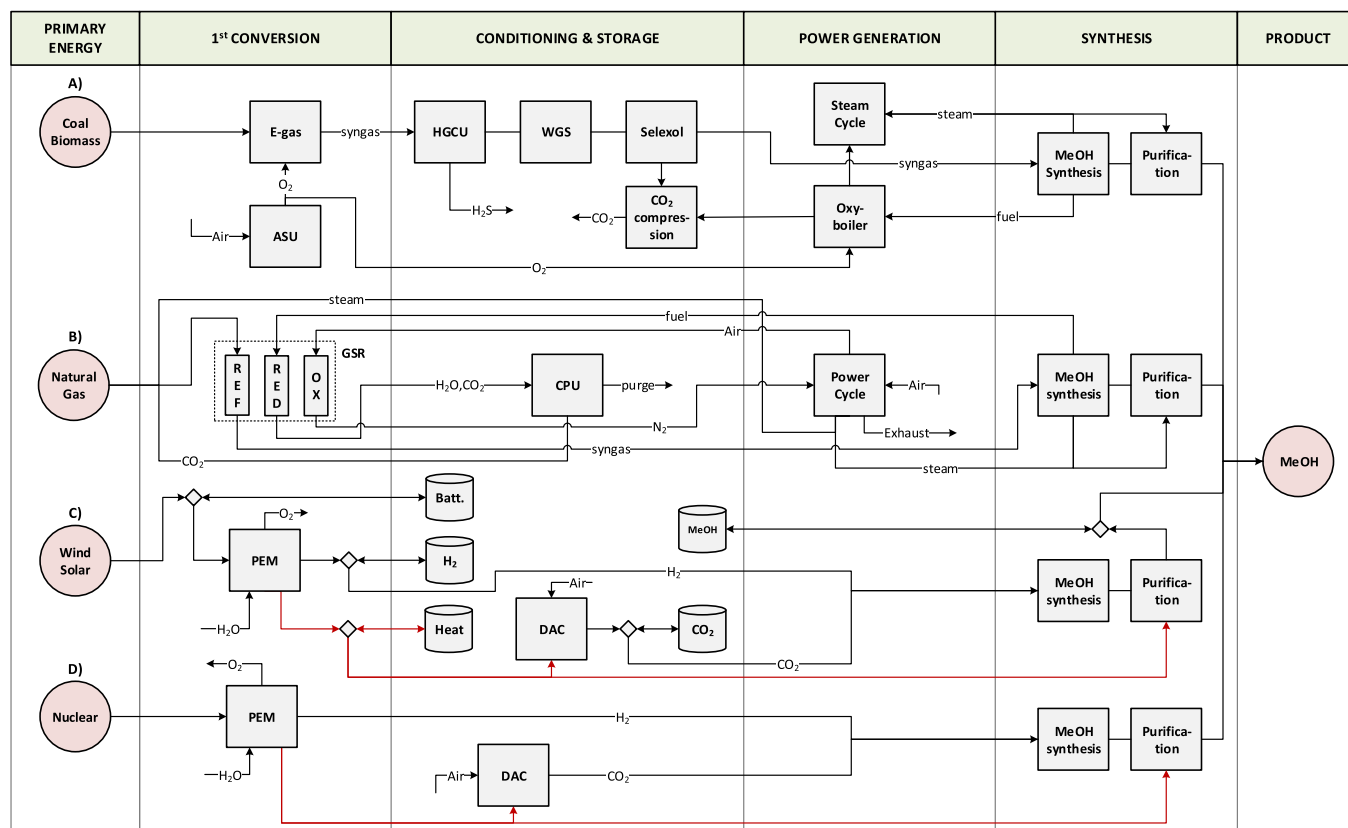 PRIMARY
ENERGY
1st CONVERSION
CONDITIONING & STORAGE
POWER GENERATION
SYNTHESIS
PRODUCT
A)
Coal
Biomass
E-gas
syngas
HGCU
WGS
Selexol
Steam
Cycle
steam
MeOH
Synthesis
Purifica-
tion
syngas
O2
ASU
Air
H2S
CO2
CO2
compres-
sion
Oxy-
boiler
fuel
O2
steam
B)
Natural
Gas
fuel
Air
GSR
REF
RED
OX
H2O,CO2
CPU
purge
Power
Cycle
Air
MeOH
synthesis
Purifica-
tion
N2
Exhaust
syngas
CO2
steam
MeOH
C)
Wind
Solar
Batt.
O2
PEM
H2
MeOH
H2
Air
DAC
CO2
MeOH
synthesis
Purifica-
tion
H2O
Heat
CO2
D)
Nuclear
O2
PEM
H2
H2O
Air
DAC
CO2
MeOH
synthesis
Purifica-
tion